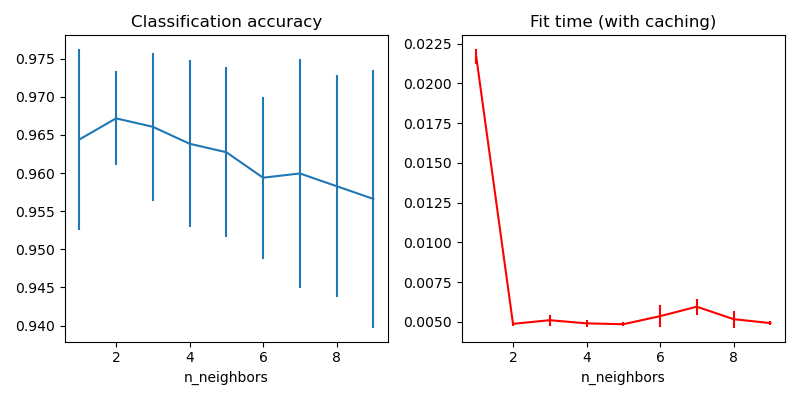 Classification accuracy
0.975
0.970
0.965
0.960
0.955
0.950
0.945
0.940
2 4 6 8
n_neighbors
Fit time (with caching)
0.0225
0.0200
0.0175
0.0150
0.0125
0.0100
0.0075
0.0050
2 4 6 8
n_neighbors